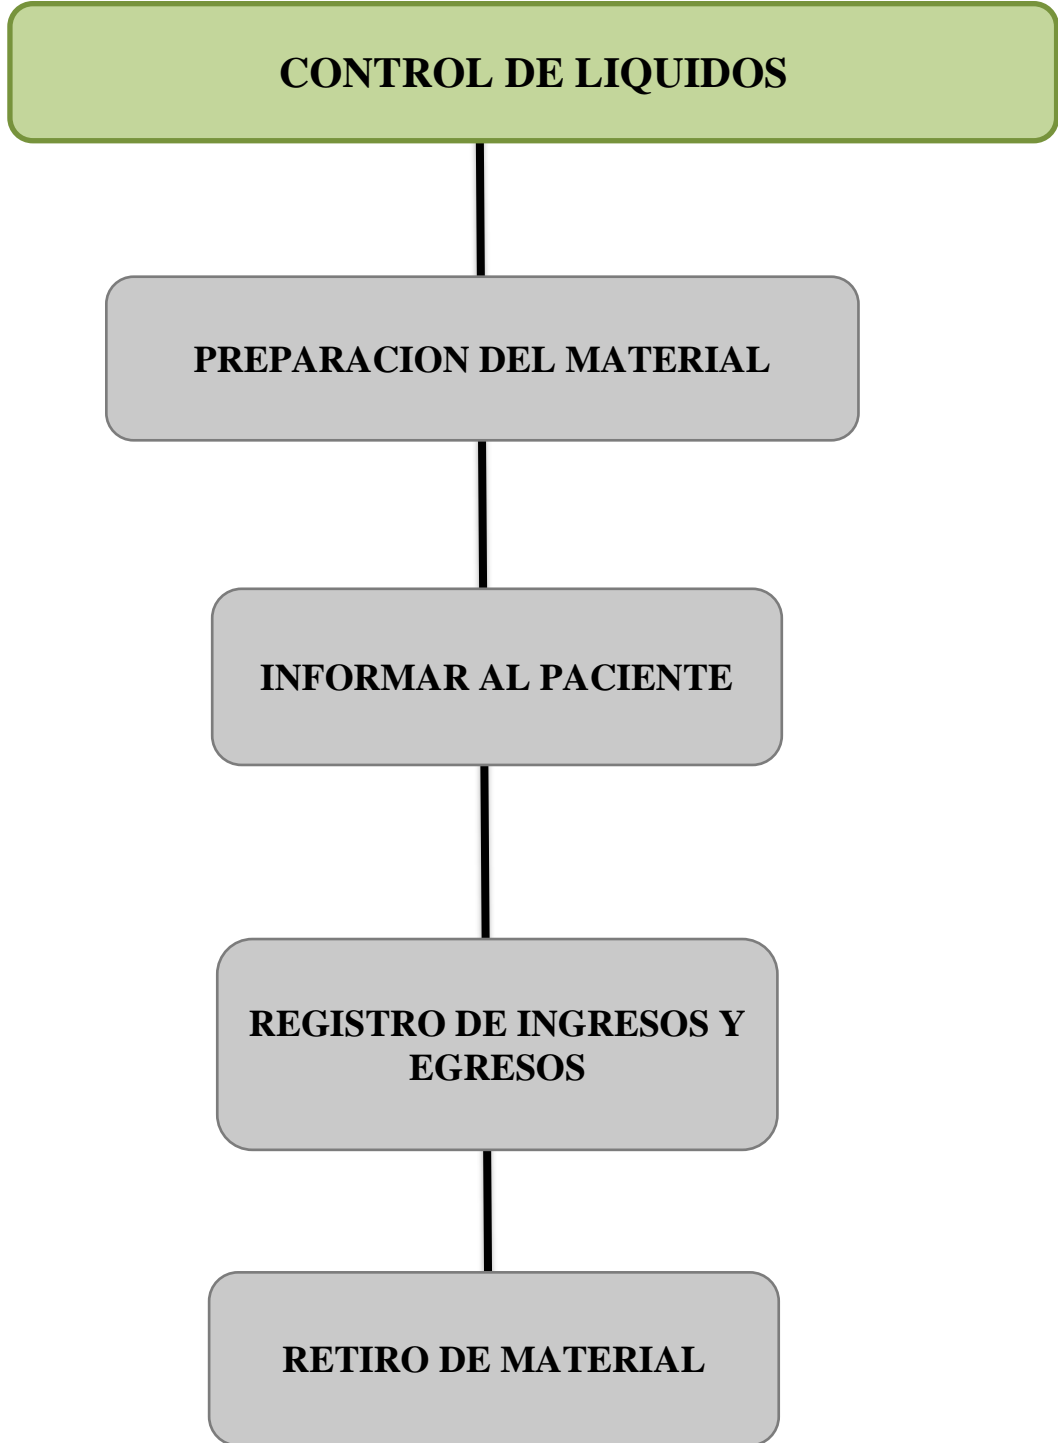 CONTROL DE LIQUIDOS
PREPARACION DEL MATERIAL
INFORMAR AL PACIENTE
REGISTRO DE INGRESOS Y
EGRESOS
RETIRO DE MATERIAL